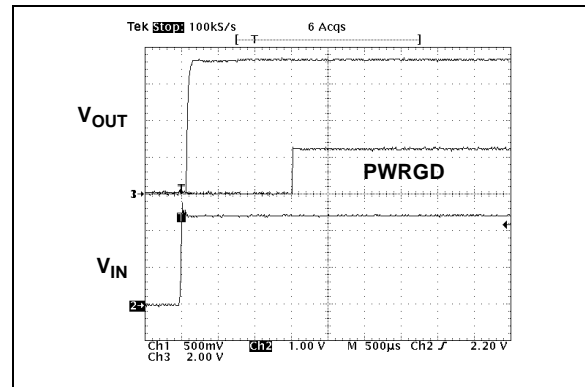 Tek Stop: 100kS/s 6 Acqs
[ T ]
VOUT
PWRGD
T
3→
1
VIN
2→
Ch1 500mV Ch2 1.00 V M 500µs Ch2 ƒ 2.20 V
Ch3 2.00 V